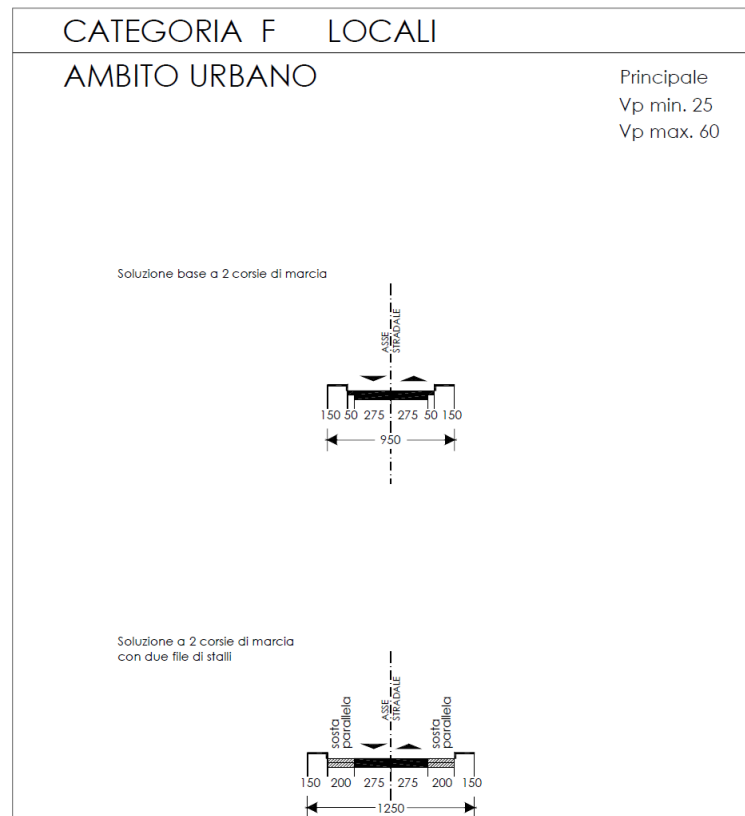 CATEGORIA F LOCALI
AMBITO URBANO
Principale
Vp min. 25
Vp max. 60
Soluzione base a 2 corsie di marcia
ASSE
STRADALE
150 50 275 275 50 150
950
Soluzione a 2 corsie di marcia
con due file di stalli
sosta
parallela
ASSE
STRADALE
sosta
parallela
150 200 275 275 200 150
1250